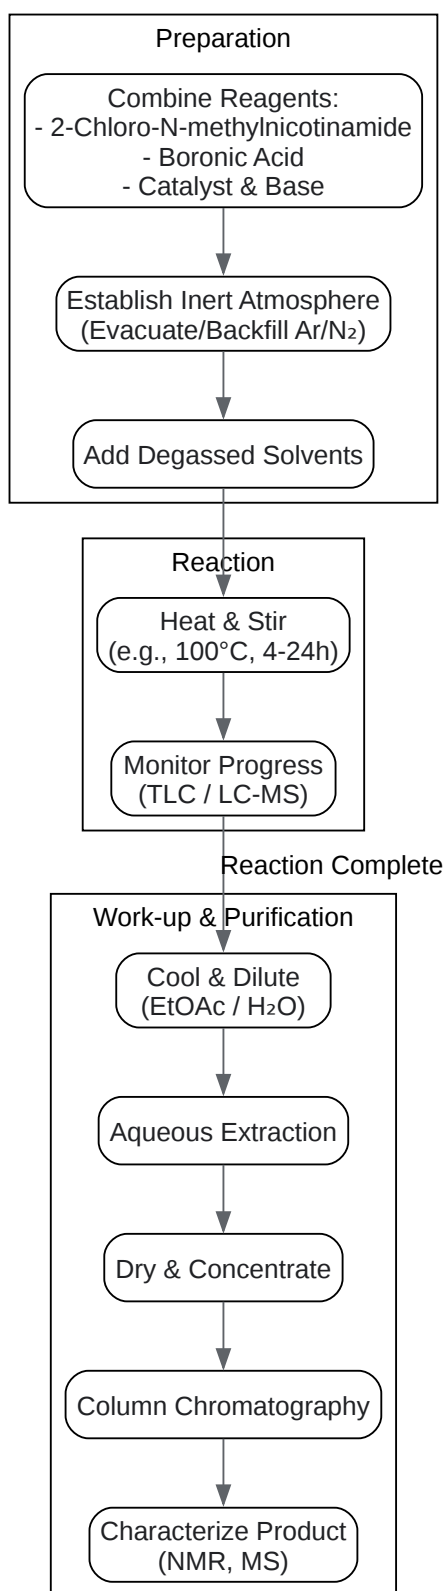 Preparation
Combine Reagents:
- 2-Chloro-N-methylnicotinamide
- Boronic Acid
- Catalyst & Base
Establish Inert Atmosphere
(Evacuate/Backfill Ar/N₂)
Add Degassed Solvents
Reaction
Heat & Stir
(e.g., 100°C, 4-24h)
Monitor Progress
(TLC / LC-MS)
Reaction Complete
Work-up & Purification
Cool & Dilute
(EtOAc / H₂O)
Aqueous Extraction
Dry & Concentrate
Column Chromatography
Characterize Product
(NMR, MS)